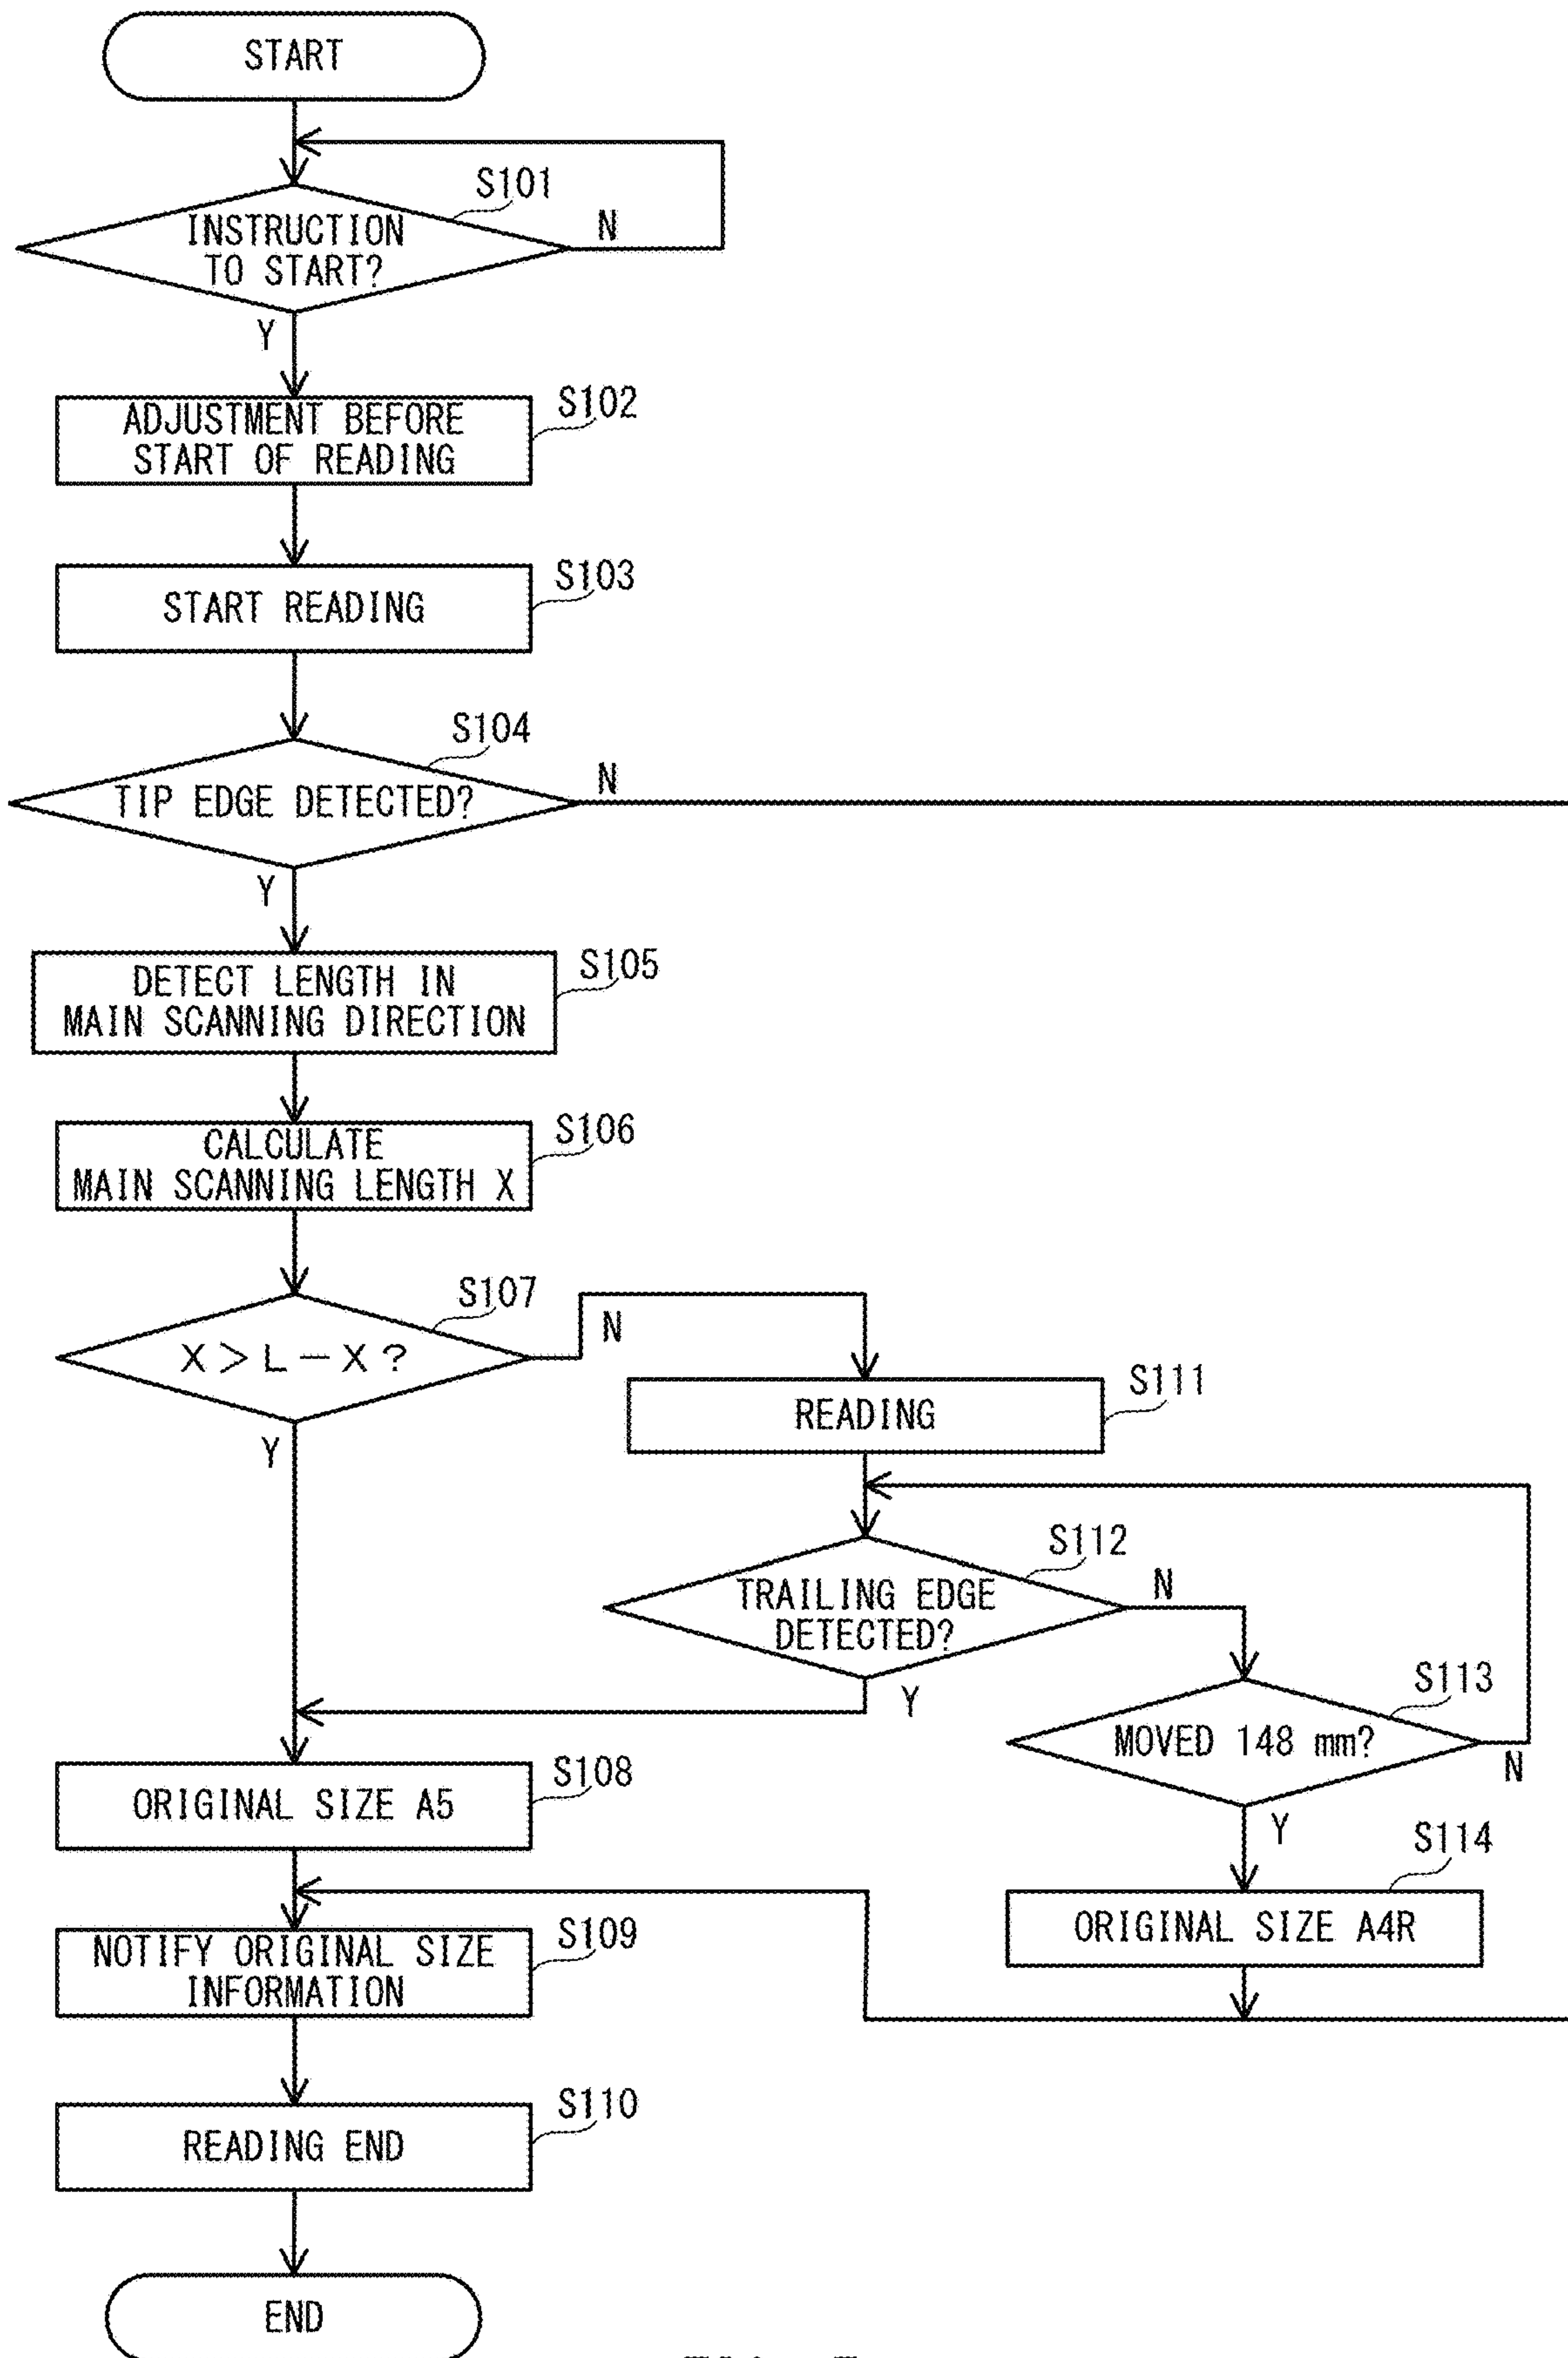 START
S101
INSTRUCTION
TO START?
N
Y
S102
ADJUSTMENT BEFORE
START OF READING
S103
START READING
S104
TIP EDGE DETECTED?
N
Y
S105
DETECT LENGTH IN
MAIN SCANNING DIRECTION
S106
CALCULATE
MAIN SCANNING LENGTH X
S107
X > L - X ?
N
Y
S111
READING
S112
TRAILING EDGE
DETECTED?
N
Y
S113
MOVED 148 mm?
N
Y
S108
ORIGINAL SIZE A5
S114
ORIGINAL SIZE A4R
S109
NOTIFY ORIGINAL SIZE
INFORMATION
S110
READING END
END